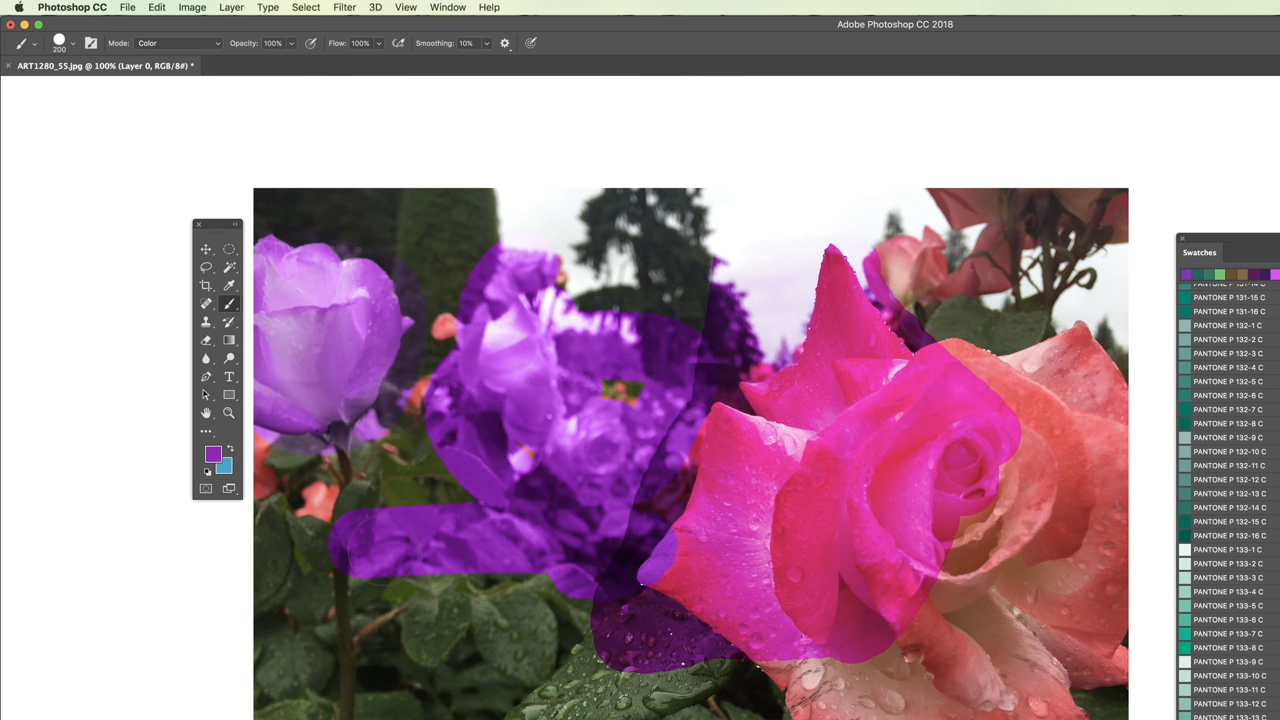 Photoshop CC File Edit Image Layer Type Select Filter 3D View Window Help
Adobe Photoshop CC 2018
200 Mode: Color Opacity: 100% Flow: 100% Smoothing: 10%
ART1280_55.jpg @ 100% (Layer 0, RGB/8#) *
Swatches
PANTONE P 131-14 C
PANTONE P 131-15 C
PANTONE P 131-16 C
PANTONE P 132-1 C
PANTONE P 132-2 C
PANTONE P 132-3 C
PANTONE P 132-4 C
PANTONE P 132-5 C
PANTONE P 132-6 C
PANTONE P 132-7 C
PANTONE P 132-8 C
PANTONE P 132-9 C
PANTONE P 132-10 C
PANTONE P 132-11 C
PANTONE P 132-12 C
PANTONE P 132-13 C
PANTONE P 132-14 C
PANTONE P 132-15 C
PANTONE P 132-16 C
PANTONE P 133-1 C
PANTONE P 133-2 C
PANTONE P 133-3 C
PANTONE P 133-4 C
PANTONE P 133-5 C
PANTONE P 133-6 C
PANTONE P 133-7 C
PANTONE P 133-8 C
PANTONE P 133-9 C
PANTONE P 133-10 C
PANTONE P 133-11 C
PANTONE P 133-12 C
PANTONE P 133-13 C